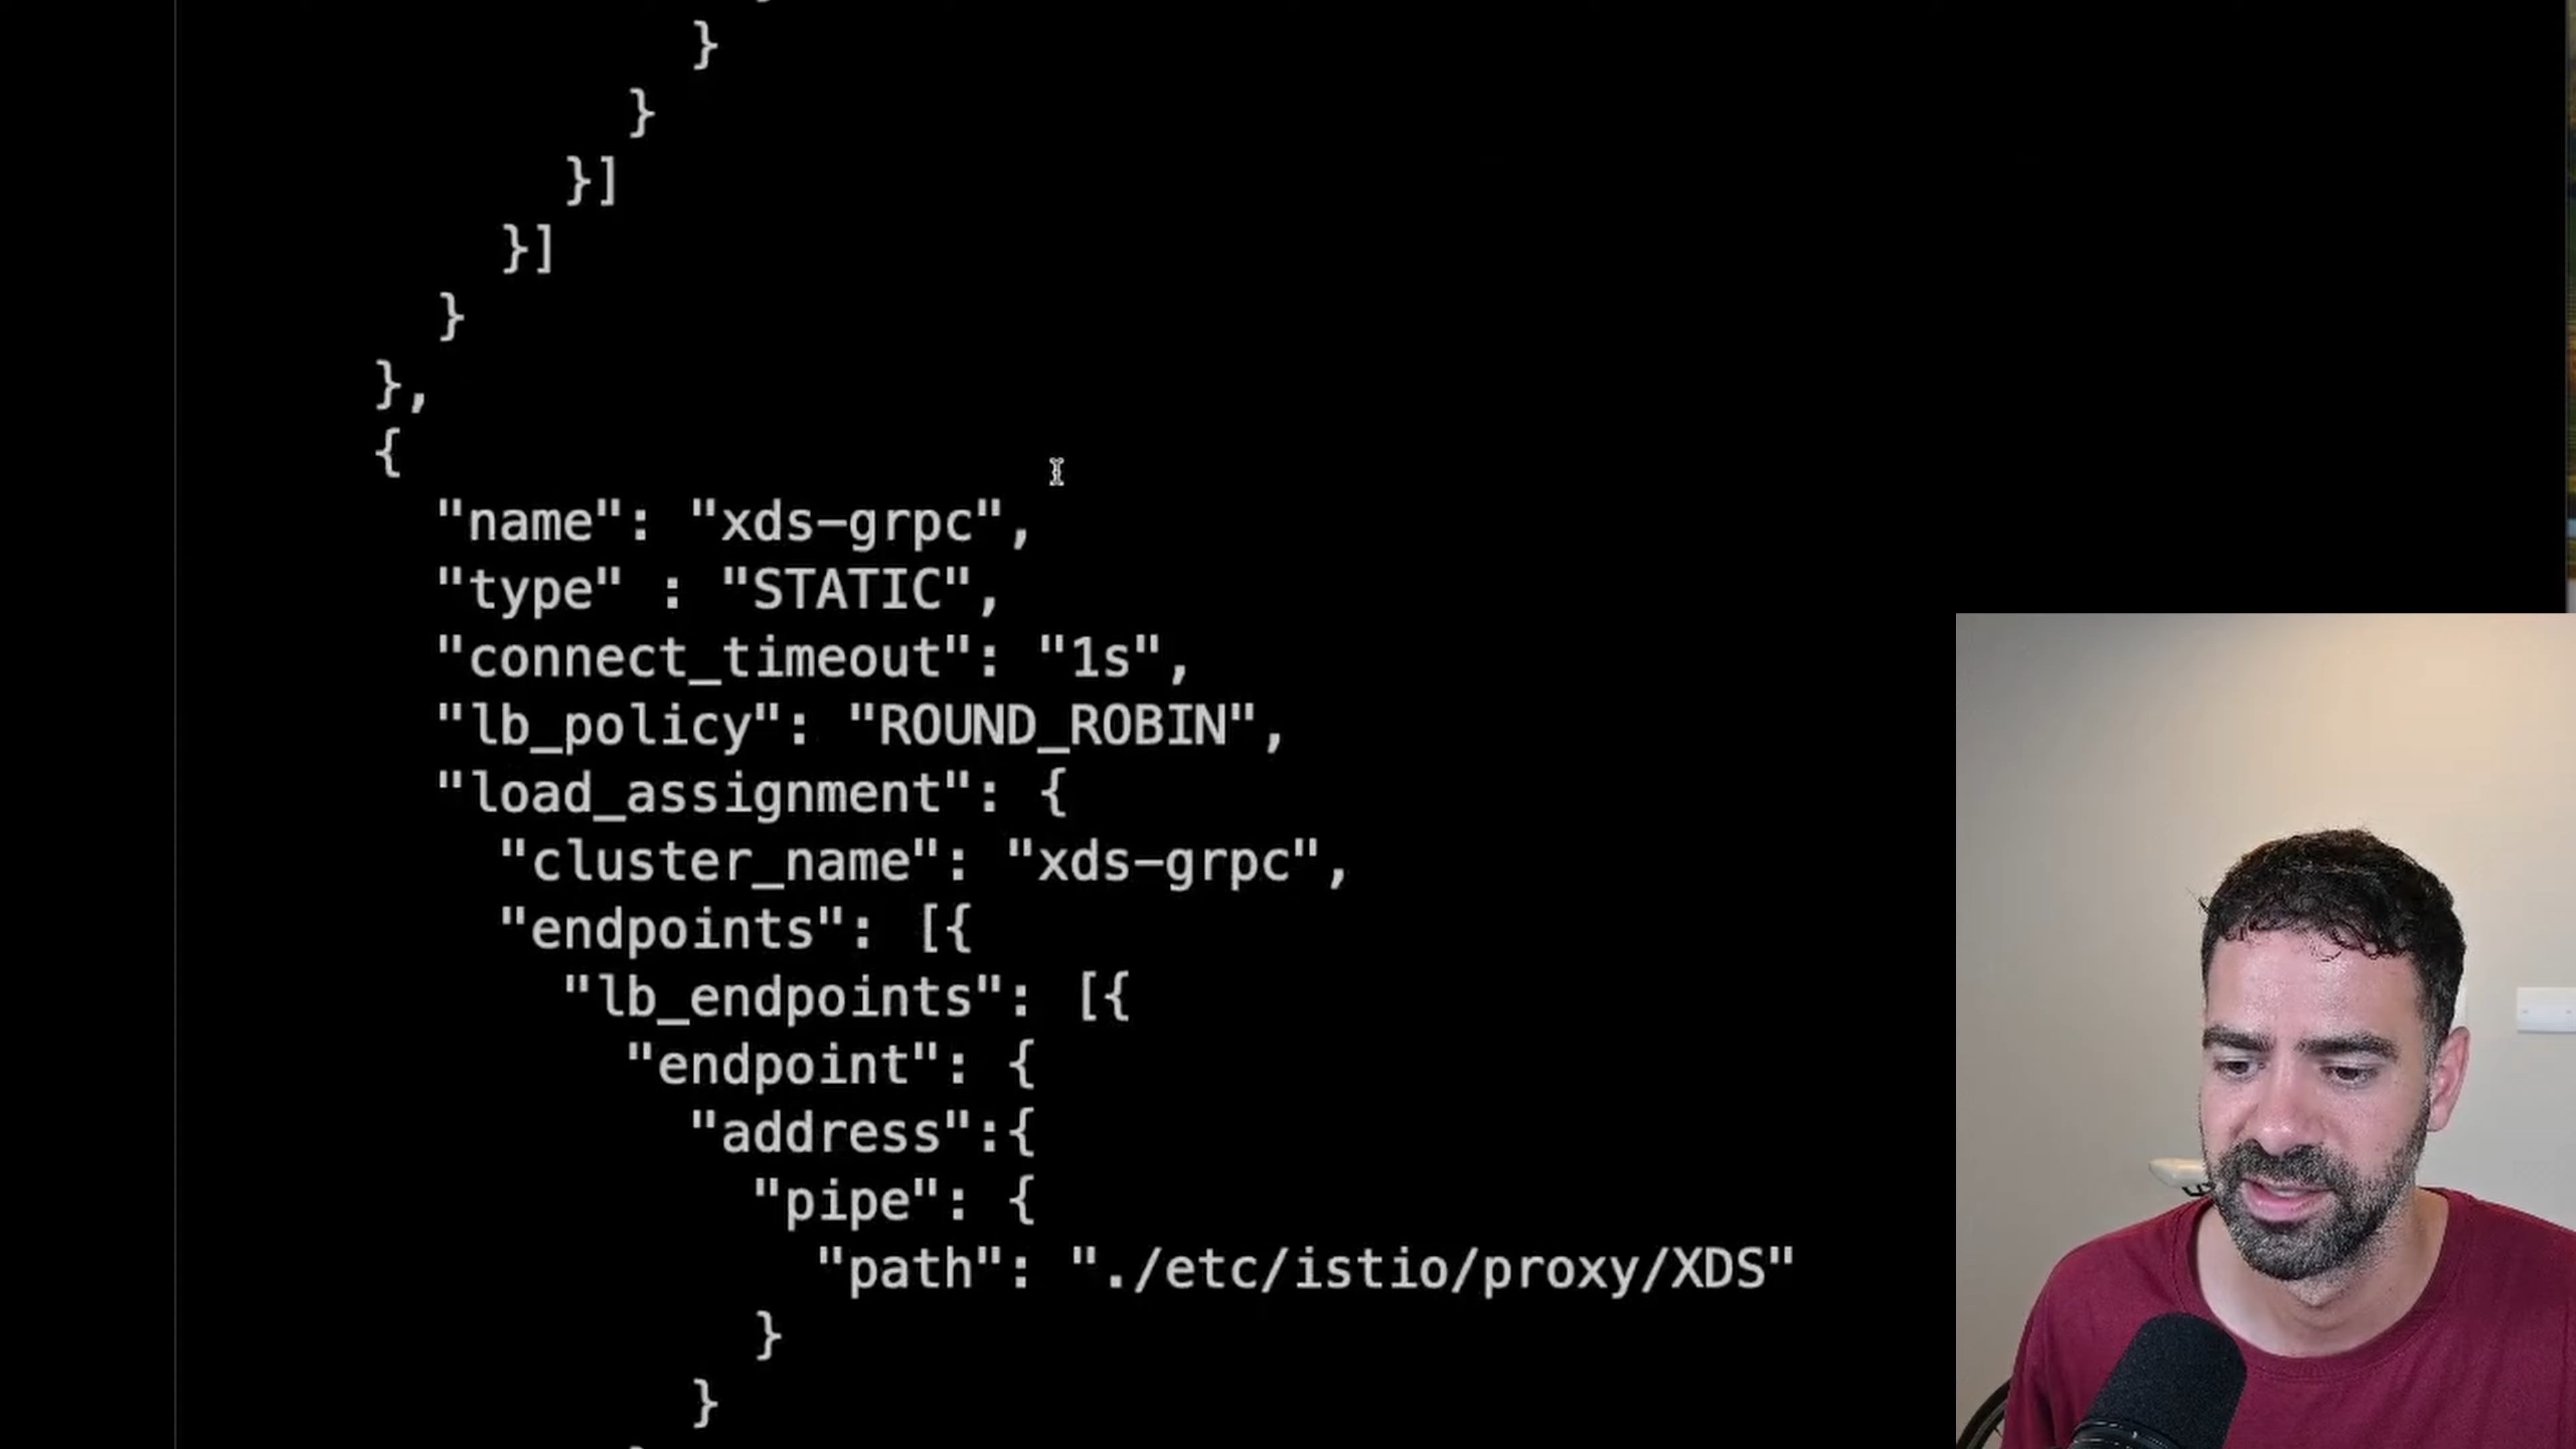 }
}
}]
}]
}
},
{
"name": "xds-grpc",
"type" : "STATIC",
"connect_timeout": "1s",
"lb_policy": "ROUND_ROBIN",
"load_assignment": {
"cluster_name": "xds-grpc",
"endpoints": [{
"lb_endpoints": [{
"endpoint": {
"address":{
"pipe": {
"path": "./etc/istio/proxy/XDS"
}
}